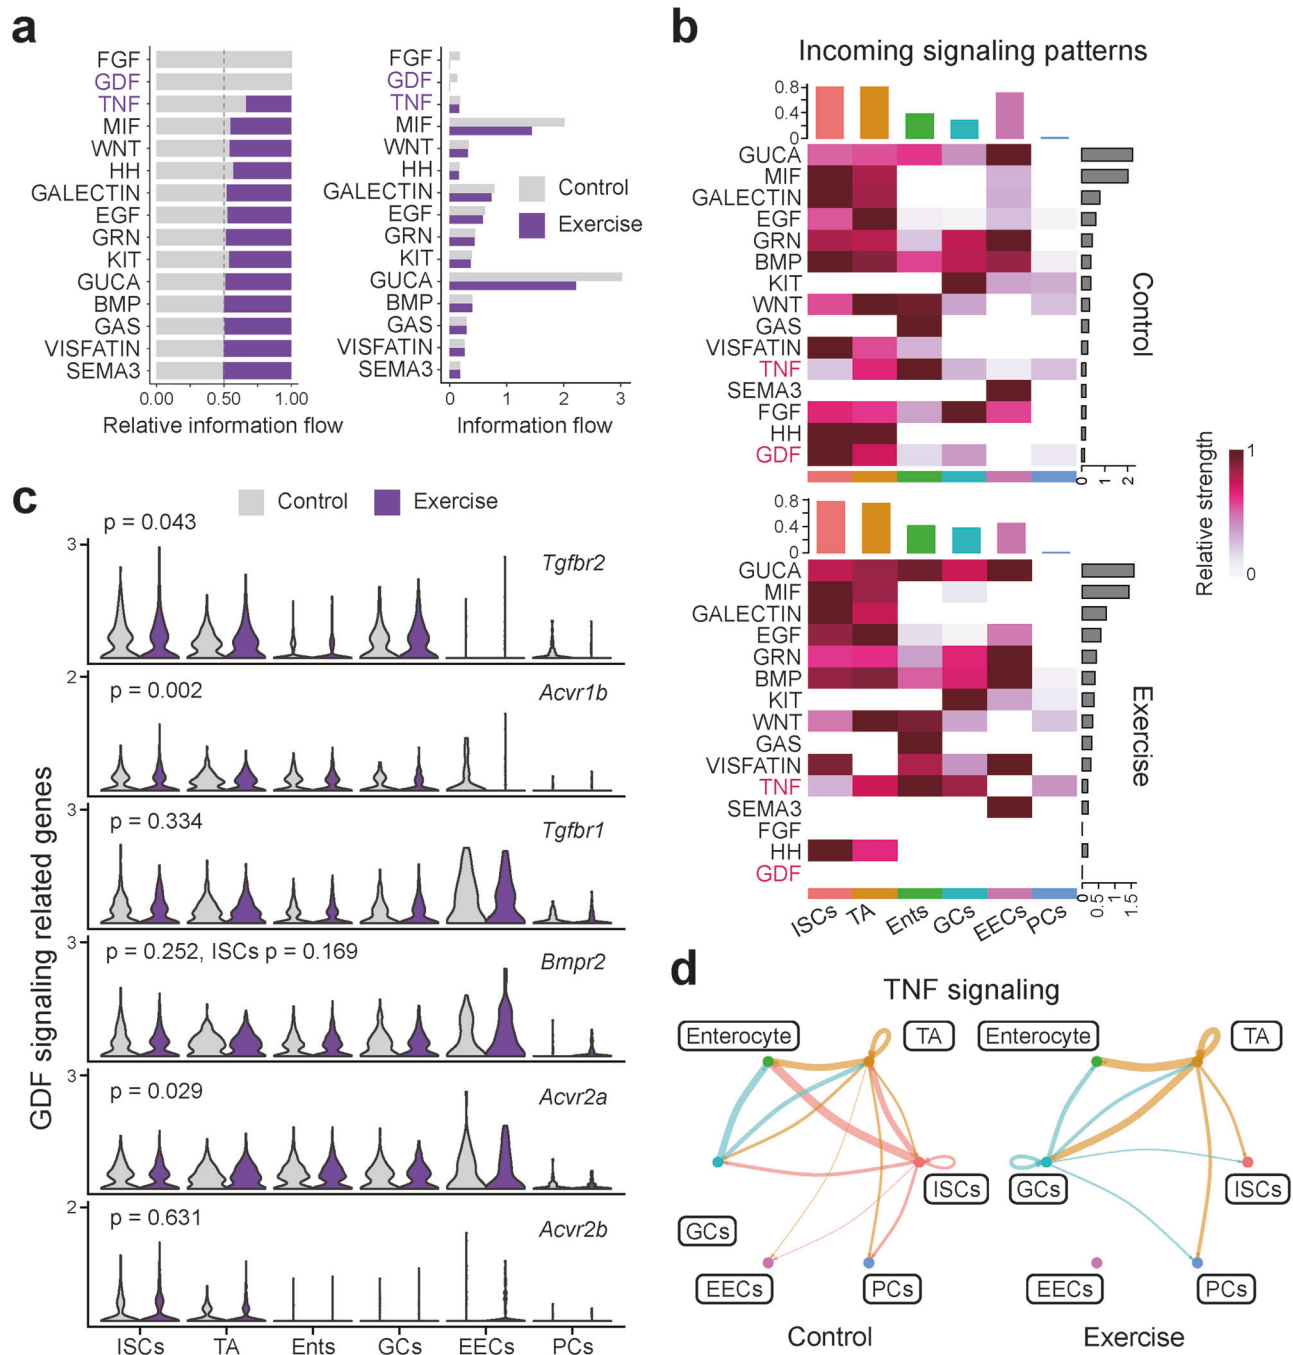 a
FGF
GDF
TNF
MIF
WNT
HH
GALECTIN
EGF
GRN
KIT
GUCA
BMP
GAS
VISFATIN
SEMA3
0.00 0.50 1.00
Relative information flow
FGF
GDF
TNF
MIF
WNT
HH
GALECTIN
EGF
GRN
KIT
GUCA
BMP
GAS
VISFATIN
SEMA3
0 1 2 3
Information flow
Control
Exercise
b
Incoming signaling patterns
0.8
0.4
0
GUCA
MIF
GALECTIN
EGF
GRN
BMP
KIT
WNT
GAS
VISFATIN
TNF
SEMA3
FGF
HH
GDF
0 1 2
Control
0.8
0.4
0
GUCA
MIF
GALECTIN
EGF
GRN
BMP
KIT
WNT
GAS
VISFATIN
TNF
SEMA3
FGF
HH
GDF
0 0.5 1 1.5
Exercise
ISCs TA Ents GCs EECs PCs
Relative strength
1
0
c
Control
Exercise
GDF signaling related genes
3
p = 0.043
Tgfbr2
2
p = 0.002
Acvr1b
3
p = 0.334
Tgfbr1
3
p = 0.252, ISCs p = 0.169
Bmpr2
3
p = 0.029
Acvr2a
2
p = 0.631
Acvr2b
ISCs TA Ents GCs EECs PCs
d
TNF signaling
Enterocyte
TA
ISCs
GCs
EECs
PCs
Control
Enterocyte
TA
GCs
ISCs
EECs
PCs
Exercise